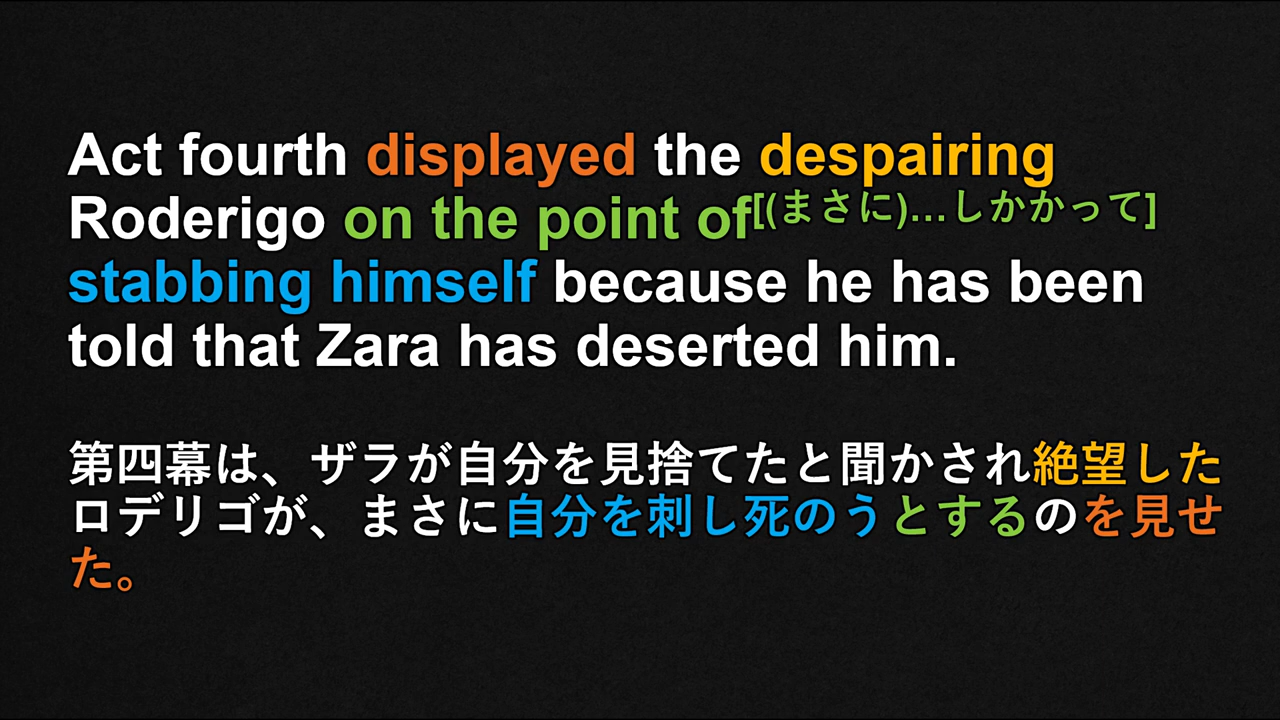 Act fourth displayed the despairing
Roderigo on the point of[(まさに)…しかかって]
stabbing himself because he has been
told that Zara has deserted him.
第四幕は、ザラが自分を見捨てたと聞かされ絶望した
ロデリゴが、まさに自分を刺し死のうとするのを見せ
た。